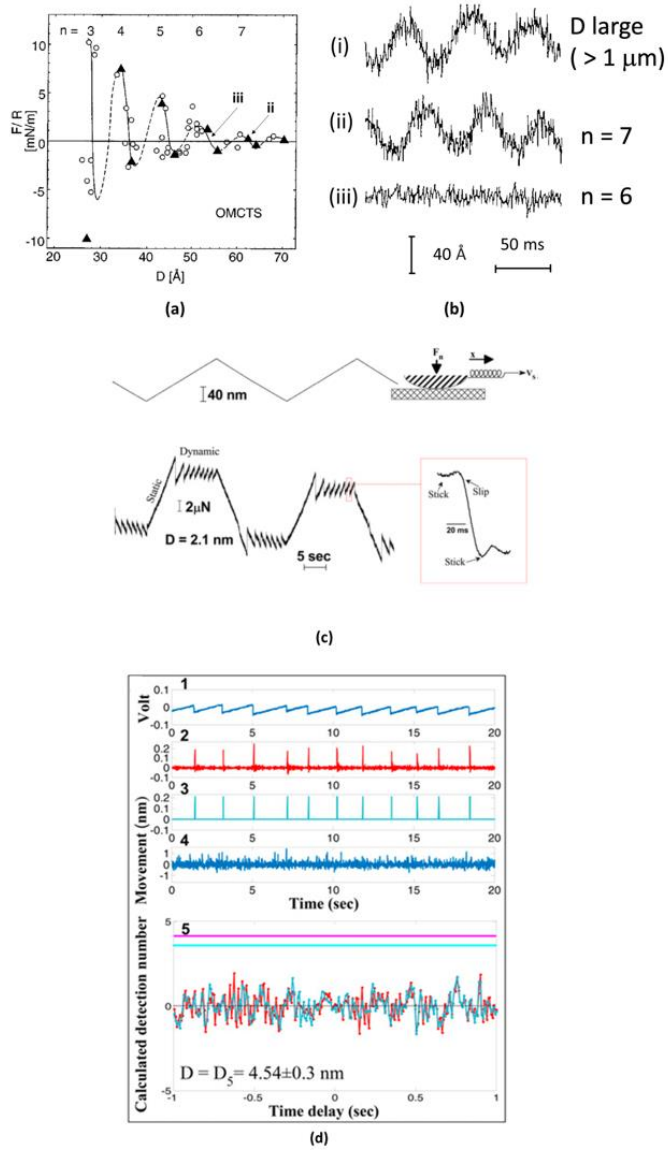 n = 3 4 5 6 7
10
5
0
-5
-10
F/ R
[mN/m]
iii
ii
OMCTS
20 30 40 50 60 70
D [Å]
(a)
(i)
D large
( > 1 μm)
(ii)
n = 7
(iii)
n = 6
40 Å
50 ms
(b)
40 nm
Fn
x
Vs
Static
Dynamic
2μN
D = 2.1 nm
5 sec
Stick
Slip
20 ms
Stick
(c)
1
Volt
0.1
0
-0.1
0 5 10 15 20
2
0.2
0.1
0
-0.1
0 5 10 15 20
3
0.2
0.1
0
-0.1
0 5 10 15 20
4
1
0
-1
0 5 10 15 20
Movement (nm)
Time (sec)
5
Calculated detection number
5
0
-5
D = D5= 4.54±0.3 nm
-1 -0.5 0 0.5 1
Time delay (sec)
(d)